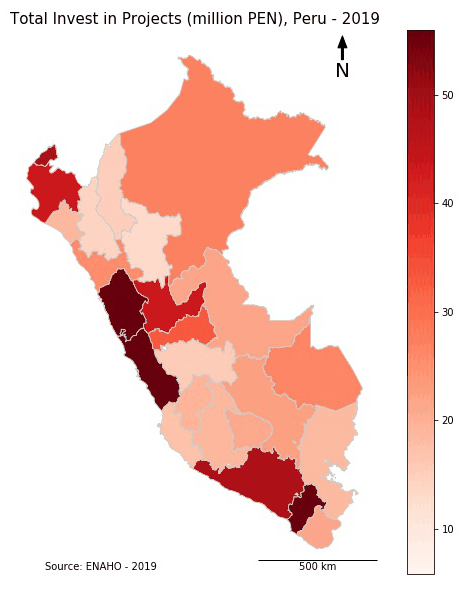 Total Invest in Projects (million PEN), Peru - 2019
N
50
40
30
20
10
Source: ENAHO - 2019
500 km